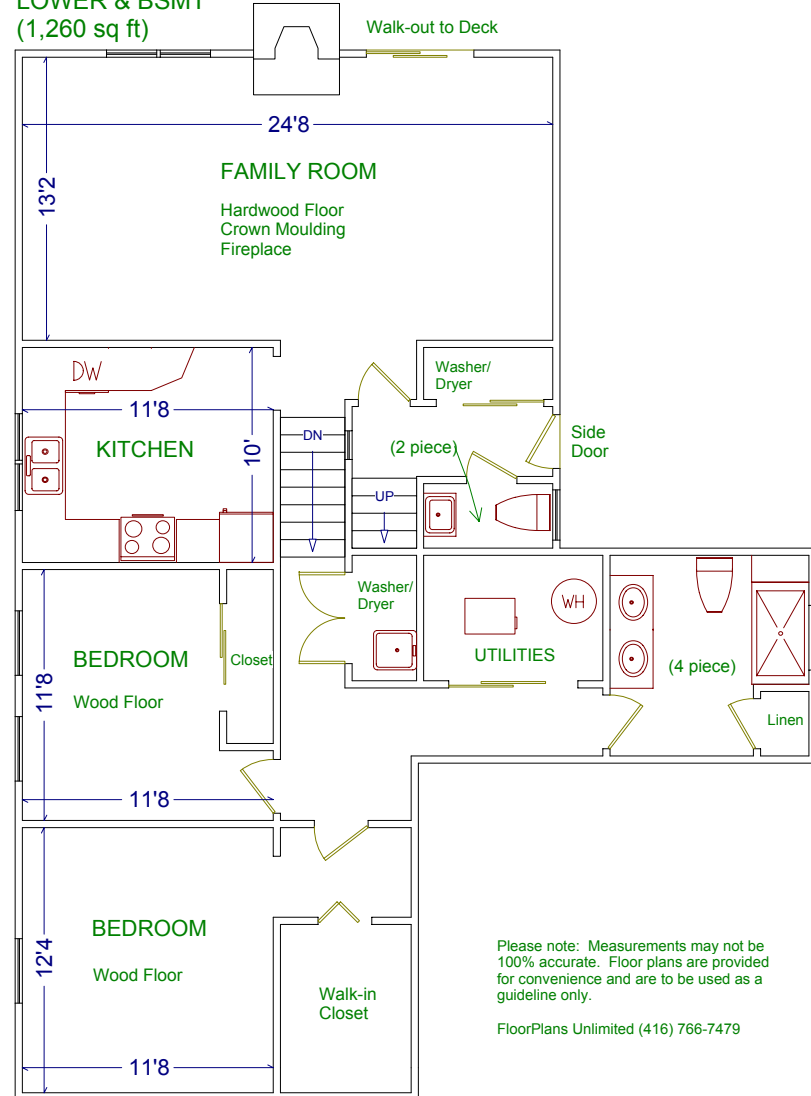 LOWER & BSMT
(1,260 sq ft)
Walk-out to Deck
24'8
13'2
FAMILY ROOM
Hardwood Floor
Crown Moulding
Fireplace
DW
11'8
KITCHEN
10'
DN
UP
Washer/
Dryer
(2 piece)
Side
Door
Washer/
Dryer
WH
UTILITIES
(4 piece)
Linen
BEDROOM
Wood Floor
Closet
11'8
11'8
BEDROOM
Wood Floor
12'4
11'8
Walk-in
Closet
Please note: Measurements may not be
100% accurate. Floor plans are provided
for convenience and are to be used as a
guideline only.
FloorPlans Unlimited (416) 766-7479